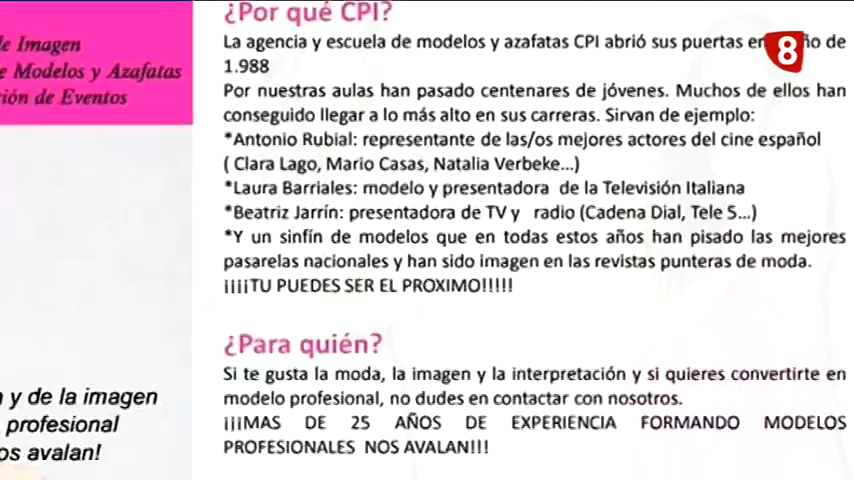 de Imagen
e Modelos y Azafatas
ión de Eventos
¿Por qué CPI?
La agencia y escuela de modelos y azafatas CPI abrió sus puertas en ño de
1.988
Por nuestras aulas han pasado centenares de jóvenes. Muchos de ellos han
conseguido llegar a lo más alto en sus carreras. Sirvan de ejemplo:
*Antonio Rubial: representante de las/os mejores actores del cine español
( Clara Lago, Mario Casas, Natalia Verbeke...)
*Laura Barriales: modelo y presentadora de la Televisión Italiana
*Beatriz Jarrín: presentadora de TV y radio (Cadena Dial, Tele 5...)
*Y un sinfín de modelos que en todas estos años han pisado las mejores
pasarelas nacionales y han sido imagen en las revistas punteras de moda.
¡¡¡¡TU PUEDES SER EL PROXIMO!!!!!
¿Para quién?
Si te gusta la moda, la imagen y la interpretación y si quieres convertirte en
modelo profesional, no dudes en contactar con nosotros.
¡¡¡MAS DE 25 AÑOS DE EXPERIENCIA FORMANDO MODELOS
PROFESIONALES NOS AVALAN!!!
n y de la imagen
profesional
os avalan!
8